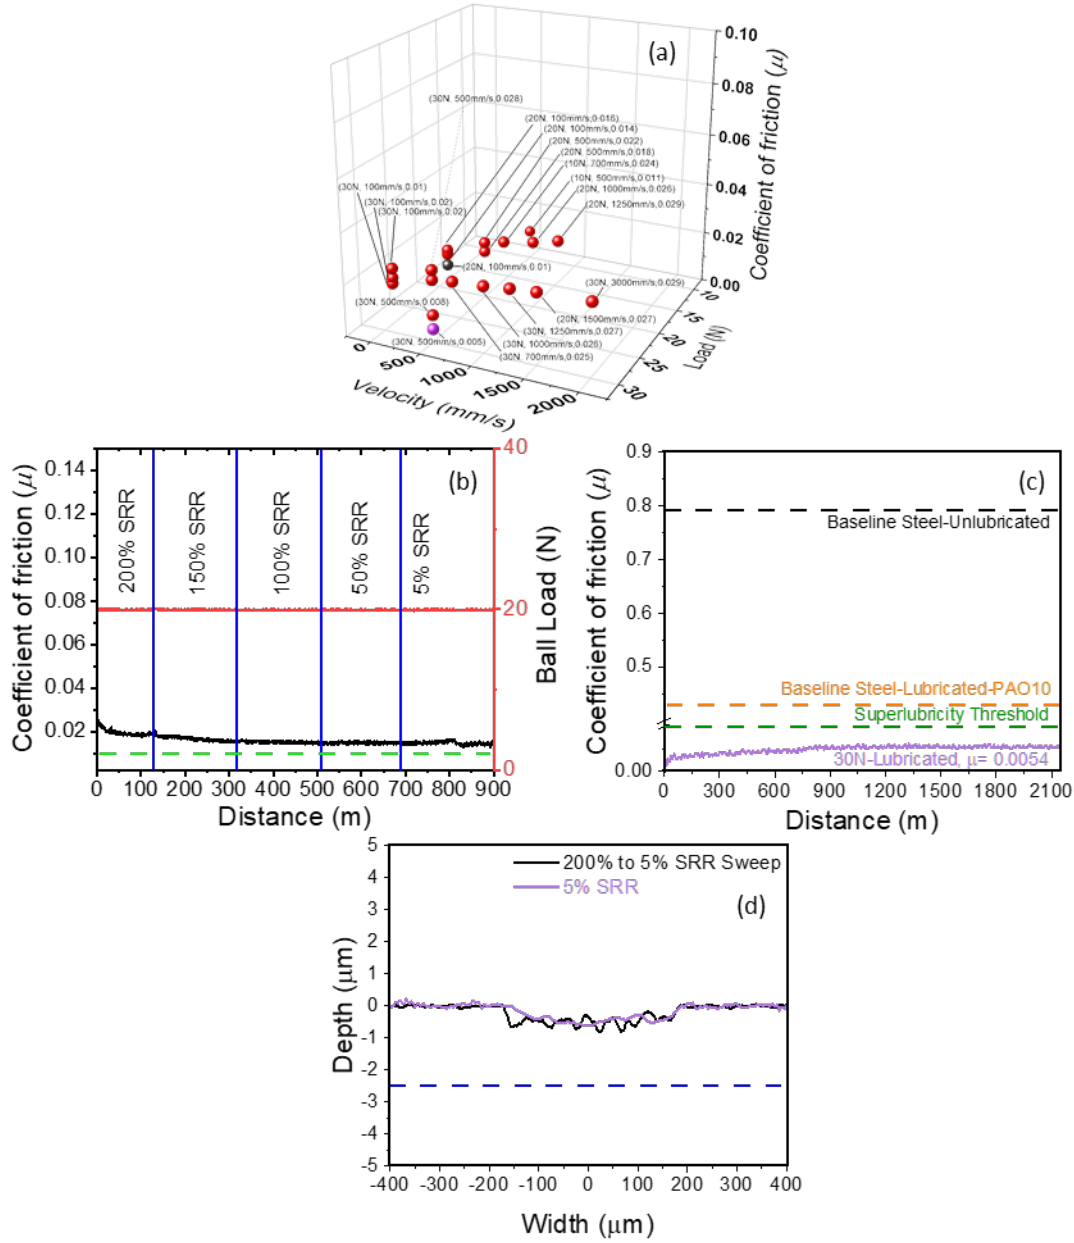 (a)
0.10
0.08
0.06
0.04
0.02
0.00
Coefficient of friction (μ)
(30N, 500mm/s,0.028)
(20N, 100mm/s,0.016)
(20N, 100mm/s,0.014)
(20N, 500mm/s,0.022)
(20N, 500mm/s,0.018)
(10N, 700mm/s,0.024)
(10N, 500mm/s,0.011)
(20N, 1000mm/s,0.026)
(20N, 1250mm/s,0.029)
(30N, 100mm/s,0.01)
(30N, 100mm/s,0.02)
(30N, 100mm/s,0.02)
(20N, 100mm/s,0.01)
(30N, 3000mm/s,0.029)
(30N, 500mm/s,0.008)
(20N, 1500mm/s,0.027)
(30N, 1250mm/s,0.027)
(30N, 500mm/s,0.005)
(30N, 1000mm/s,0.026)
(30N, 700mm/s,0.025)
0 500 1000 1500 2000
Velocity (mm/s)
10 15 20 25 30
Load (N)
(b)
Coefficient of friction (μ)
0.14
0.12
0.10
0.08
0.06
0.04
0.02
200% SRR
150% SRR
100% SRR
50% SRR
5% SRR
40
20
0
Ball Load (N)
0 100 200 300 400 500 600 700 800 900
Distance (m)
(c)
Coefficient of friction (μ)
0.9
0.8
0.7
0.6
0.5
0.00
Baseline Steel-Unlubricated
Baseline Steel-Lubricated-PAO10
Superlubricity Threshold
30N-Lubricated, μ= 0.0054
0 300 600 900 1200 1500 1800 2100
Distance (m)
(d)
200% to 5% SRR Sweep
5% SRR
Depth (μm)
5
4
3
2
1
0
-1
-2
-3
-4
-5
-400 -300 -200 -100 0 100 200 300 400
Width (μm)